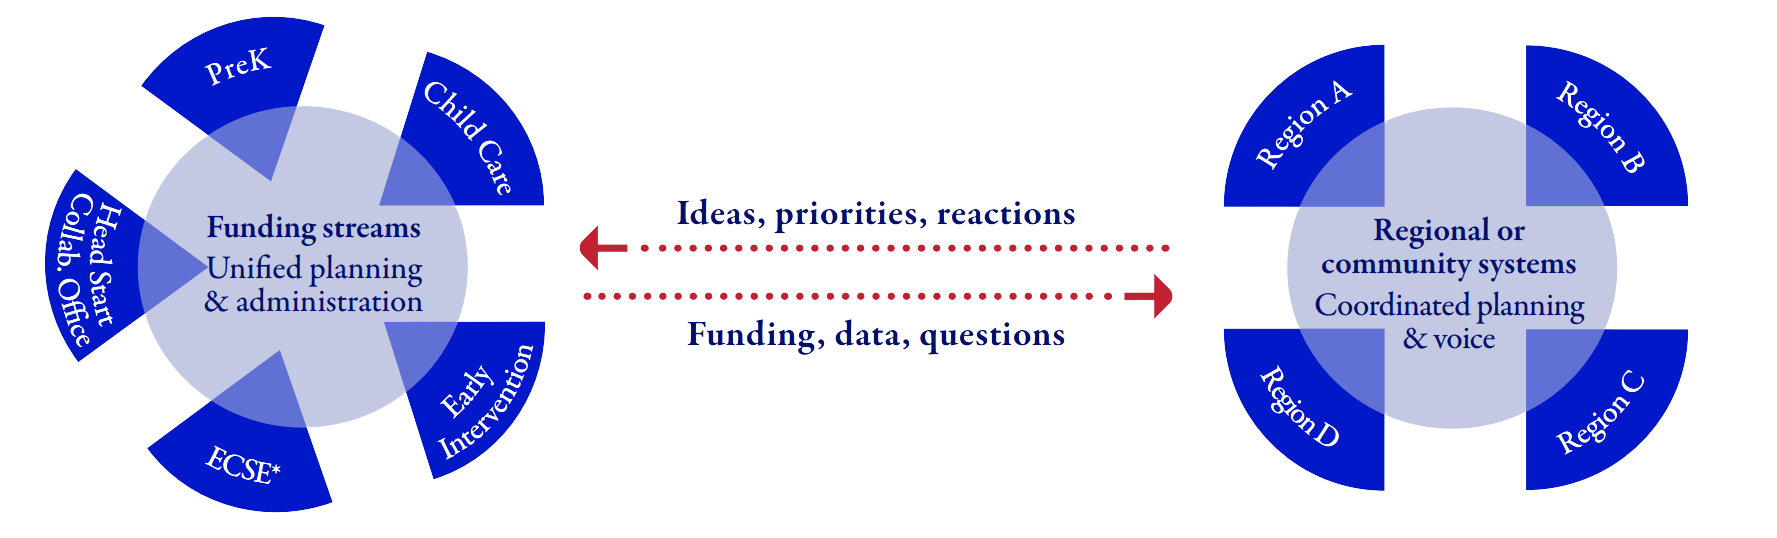 PreK
Child Care
Head Start
Collab. Office
Funding streams
Unified planning
& administration
Early
Intervention
ECSE*
Ideas, priorities, reactions
Funding, data, questions
Region A
Region B
Regional or
community systems
Coordinated planning
& voice
Region D
Region C